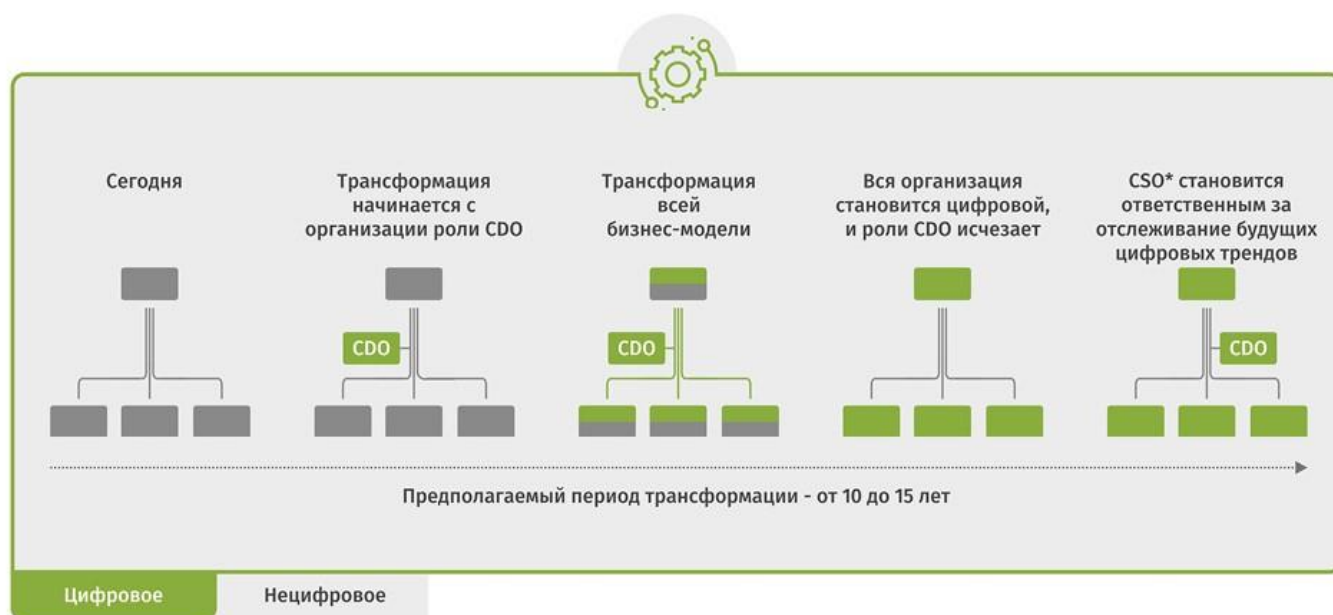 Сегодня
Трансформация
начинается с
организации роли CDO
Трансформация
всей
бизнес-модели
Вся организация
становится цифровой,
и роли CDO исчезает
CSO* становится
ответственным за
отслеживание будущих
цифровых трендов
CDO
CDO
CDO
Предполагаемый период трансформации - от 10 до 15 лет
Цифровое
Нецифровое